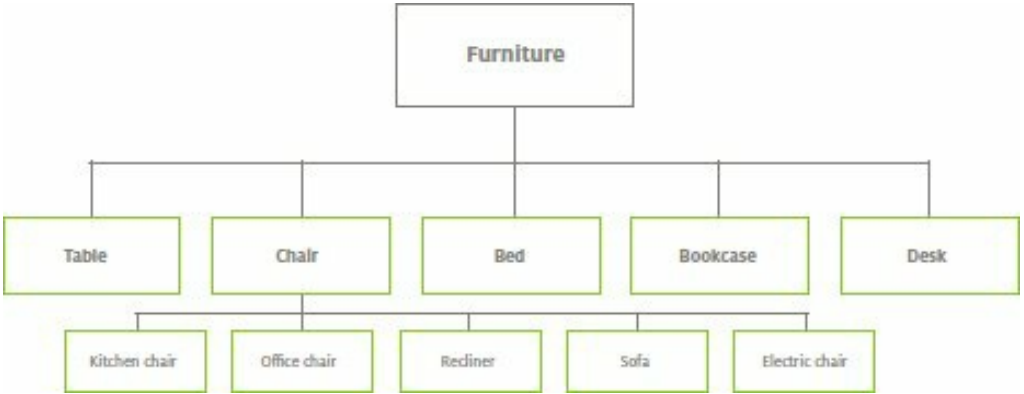 Furniture
Table
Chair
Bed
Bookcase
Desk
Kitchen chair
Office chair
Recliner
Sofa
Electric chair